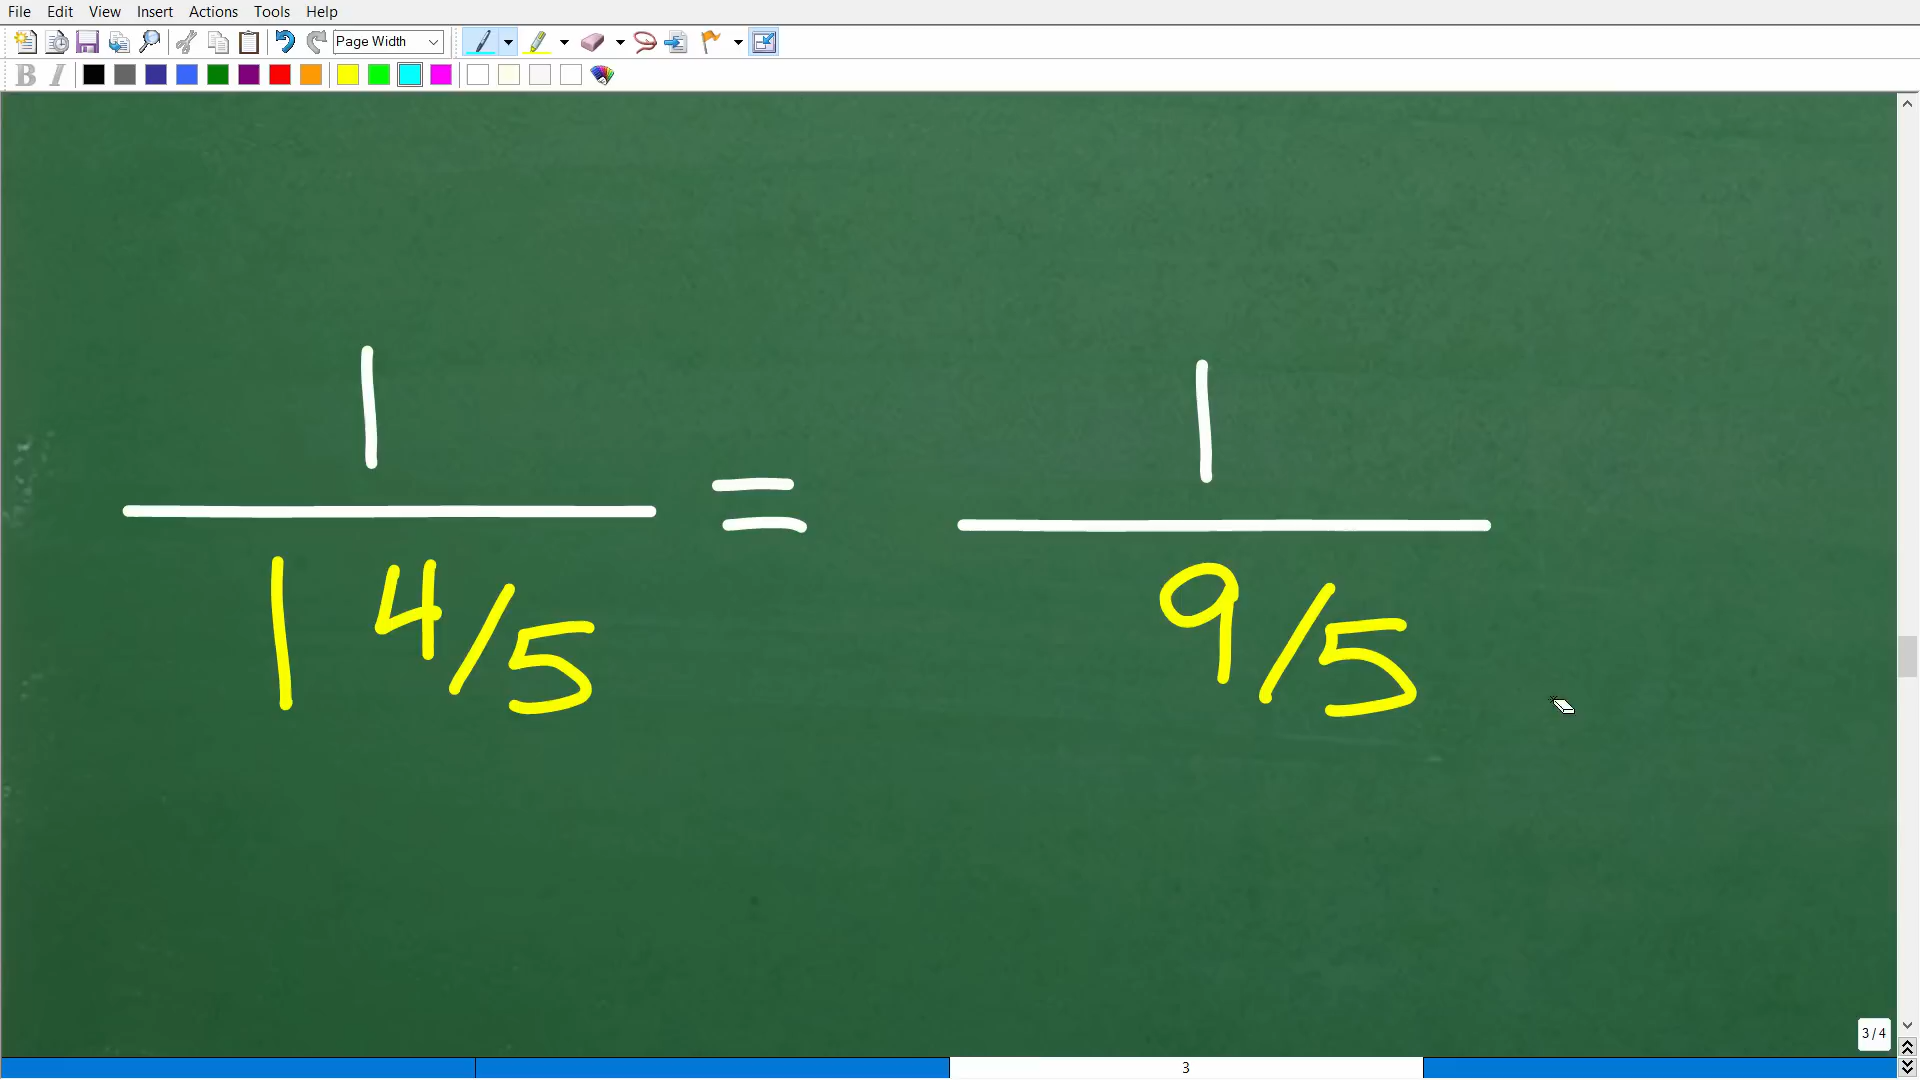 File Edit View Insert Actions Tools Help
Page Width
B I
1 = 1
1 4/5 9/5
3 / 4
3